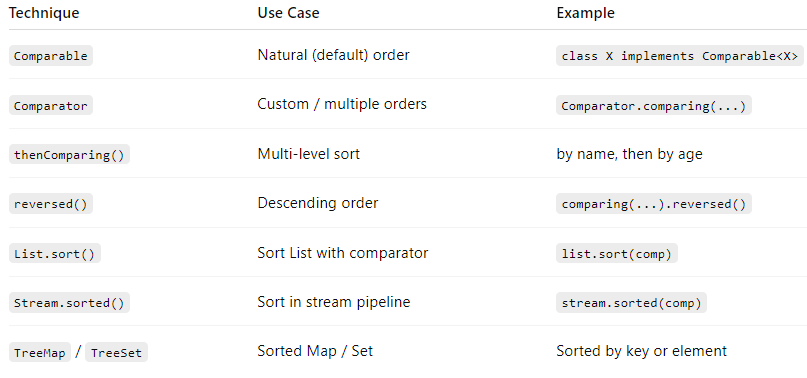 Technique Use Case Example
Comparable Natural (default) order class X implements Comparable<X>
Comparator Custom / multiple orders Comparator.comparing(...)
thenComparing() Multi-level sort by name, then by age
reversed() Descending order comparing(...).reversed()
List.sort() Sort List with comparator list.sort(comp)
Stream.sorted() Sort in stream pipeline stream.sorted(comp)
TreeMap / TreeSet Sorted Map / Set Sorted by key or element